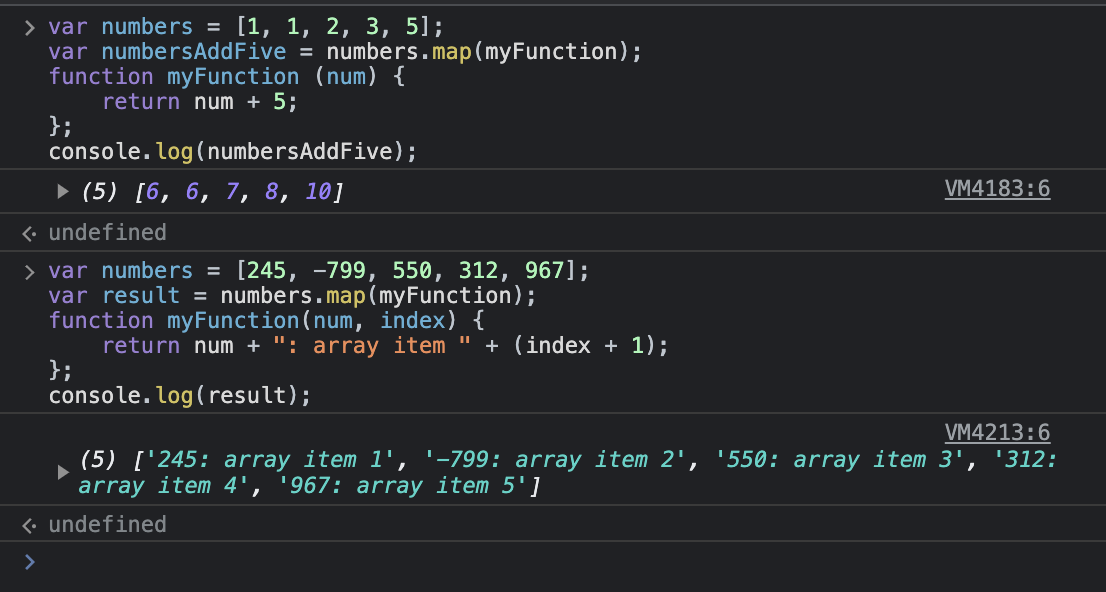 var numbers = [1, 1, 2, 3, 5];
var numbersAddFive = numbers.map(myFunction);
function myFunction (num) {
    return num + 5;
};
console.log(numbersAddFive);
(5) [6, 6, 7, 8, 10] VM4183:6
undefined
var numbers = [245, -799, 550, 312, 967];
var result = numbers.map(myFunction);
function myFunction(num, index) {
    return num + ": array item " + (index + 1);
};
console.log(result);
VM4213:6
(5) ['245: array item 1', '-799: array item 2', '550: array item 3', '312:
array item 4', '967: array item 5']
undefined